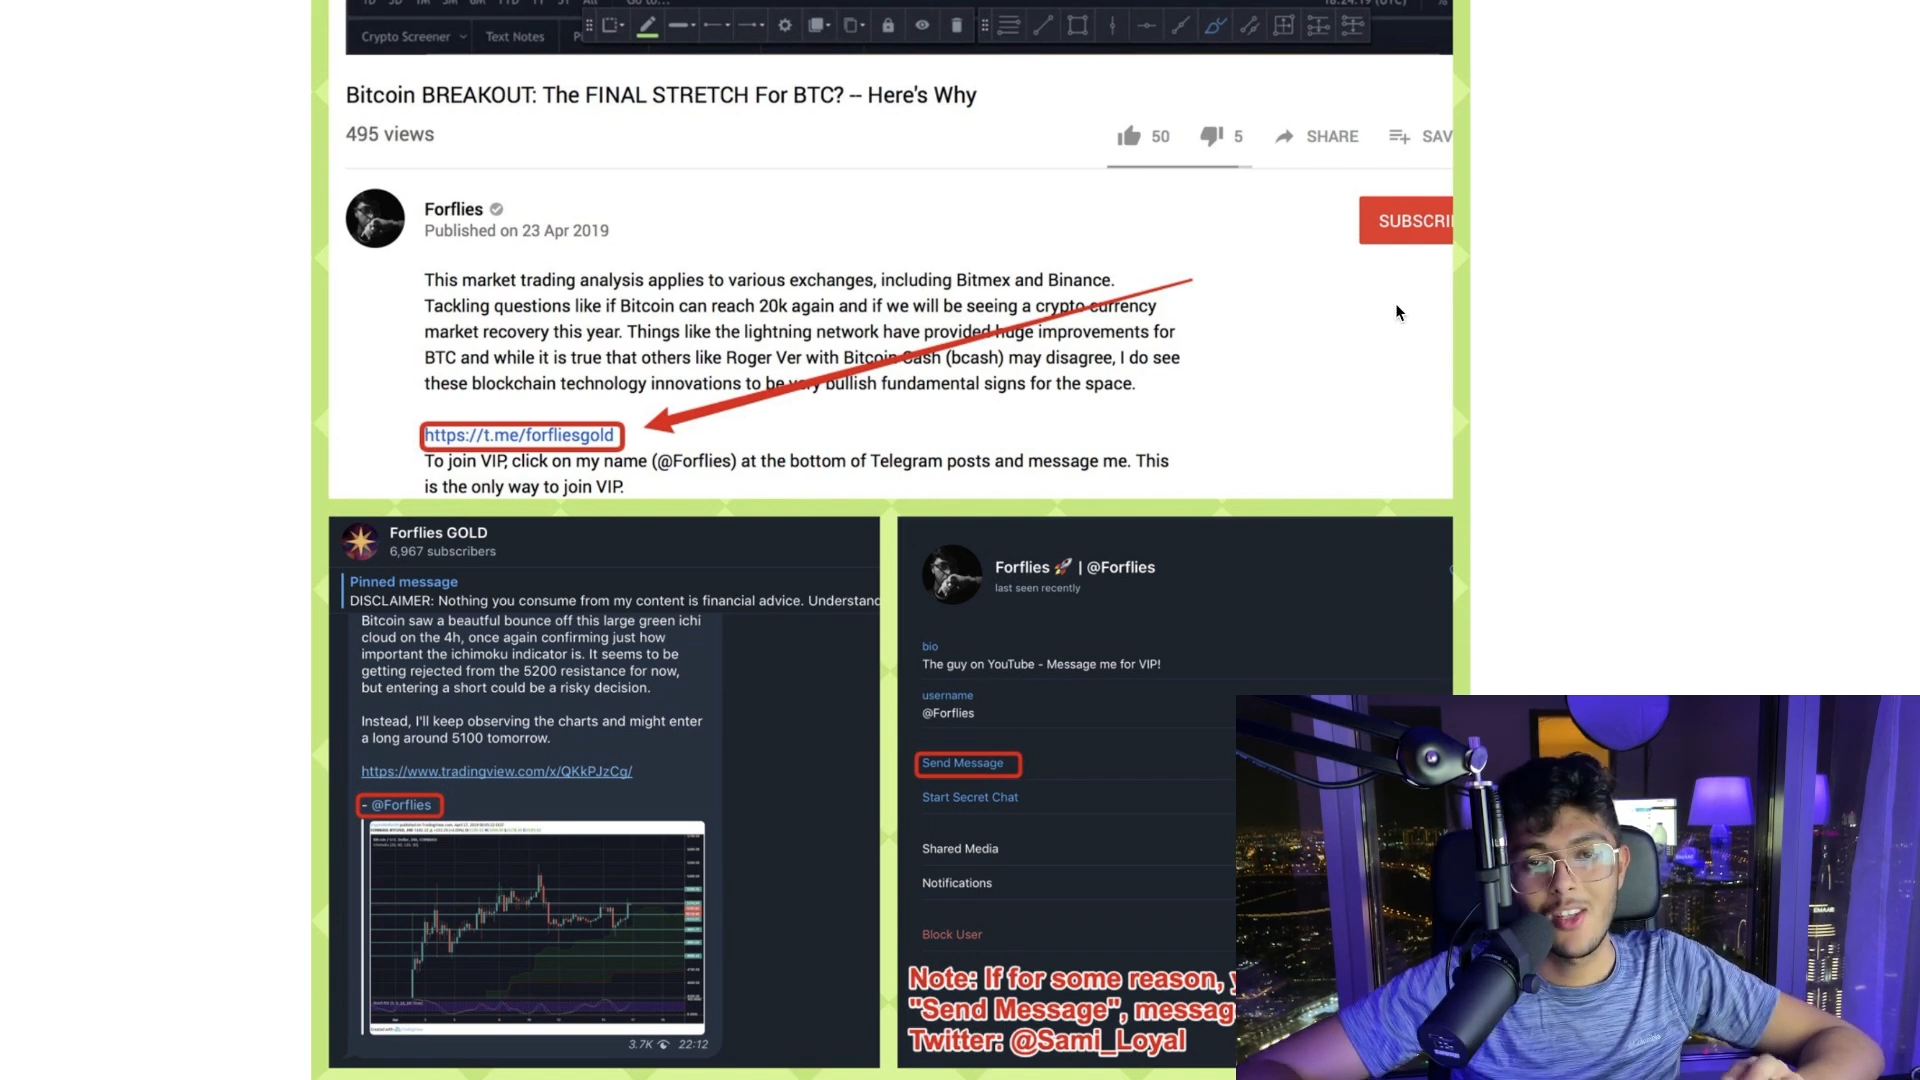 Crypto Screener
Text Notes
Bitcoin BREAKOUT: The FINAL STRETCH For BTC? -- Here's Why
495 views
50
5
SHARE
SAV
Forflies
Published on 23 Apr 2019
SUBSCRI
This market trading analysis applies to various exchanges, including Bitmex and Binance.
Tackling questions like if Bitcoin can reach 20k again and if we will be seeing a crypto currency
market recovery this year. Things like the lightning network have provided huge improvements for
BTC and while it is true that others like Roger Ver with Bitcoin Cash (bcash) may disagree, I do see
these blockchain technology innovations to be very bullish fundamental signs for the space.
https://t.me/forfliesgold
To join VIP, click on my name (@Forflies) at the bottom of Telegram posts and message me. This
is the only way to join VIP.
Forflies GOLD
6,967 subscribers
Pinned message
DISCLAIMER: Nothing you consume from my content is financial advice. Understand
Bitcoin saw a beautful bounce off this large green ichi
cloud on the 4h, once again confirming just how
important the ichimoku indicator is. It seems to be
getting rejected from the 5200 resistance for now,
but entering a short could be a risky decision.
Instead, I'll keep observing the charts and might enter
a long around 5100 tomorrow.
https://www.tradingview.com/x/QKkPJzCg/
- @Forflies
3.7K 22:12
Forflies 🚀 | @Forflies
last seen recently
bio
The guy on YouTube - Message me for VIP!
username
@Forflies
Send Message
Start Secret Chat
Shared Media
Notifications
Block User
Note: If for some reason,
"Send Message", messag
Twitter: @Sami_Loyal
EMAAR